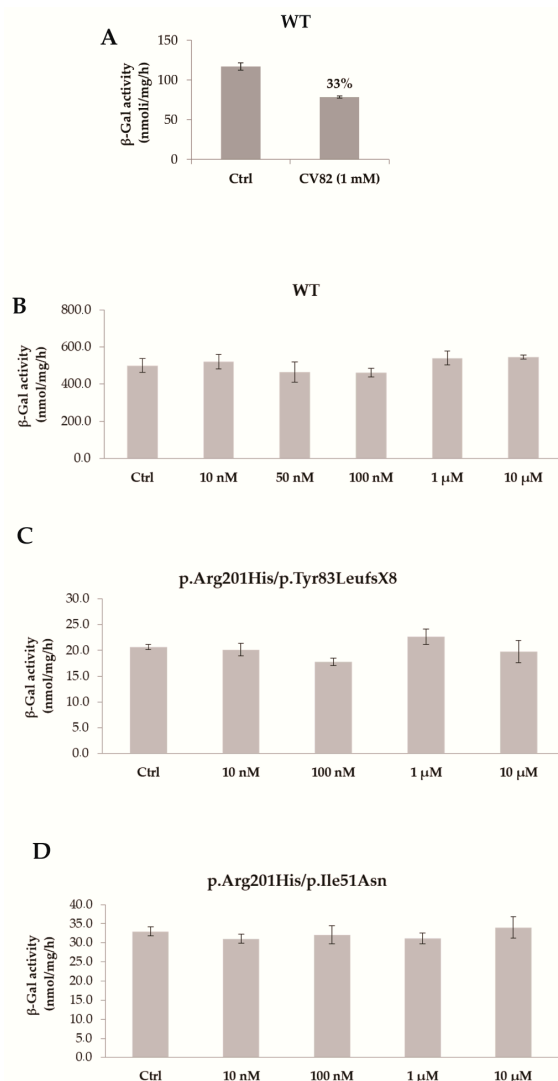 A
WT
β-Gal activity
(nmoli/mg/h)
150
100
50
0
33%
Ctrl
CV82 (1 mM)
B
WT
β-Gal activity
(nmol/mg/h)
800.0
600.0
400.0
200.0
0.0
Ctrl
10 nM
50 nM
100 nM
1 μM
10 μM
C
p.Arg201His/p.Tyr83LeufsX8
β-Gal activity
(nmol/mg/h)
30.0
25.0
20.0
15.0
10.0
5.0
0.0
Ctrl
10 nM
100 nM
1 μM
10 μM
D
p.Arg201His/p.Ile51Asn
β-Gal activity
(nmol/mg/h)
40.0
35.0
30.0
25.0
20.0
15.0
10.0
5.0
0.0
Ctrl
10 nM
100 nM
1 μM
10 μM